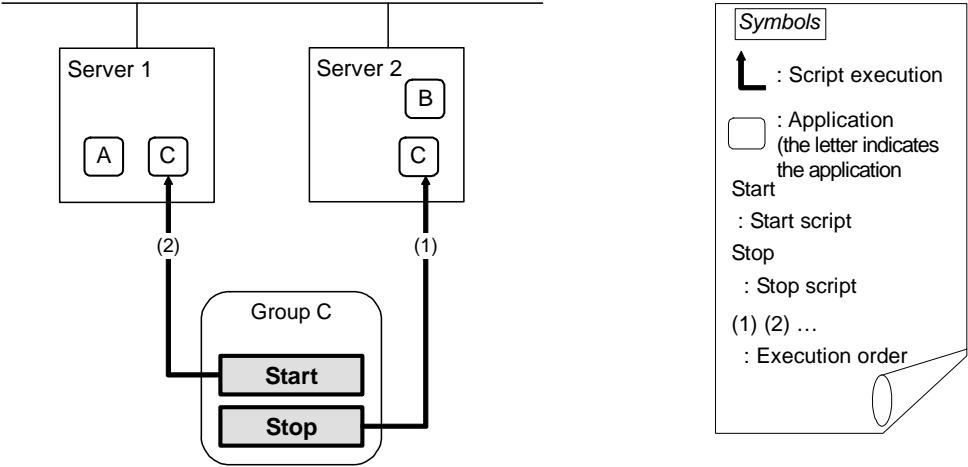 Server 1
Server 2
B
A
C
C
(2)
(1)
Group C
Start
Stop
Symbols
: Script execution
: Application
(the letter indicates
the application
Start
: Start script
Stop
: Stop script
(1) (2) …
: Execution order